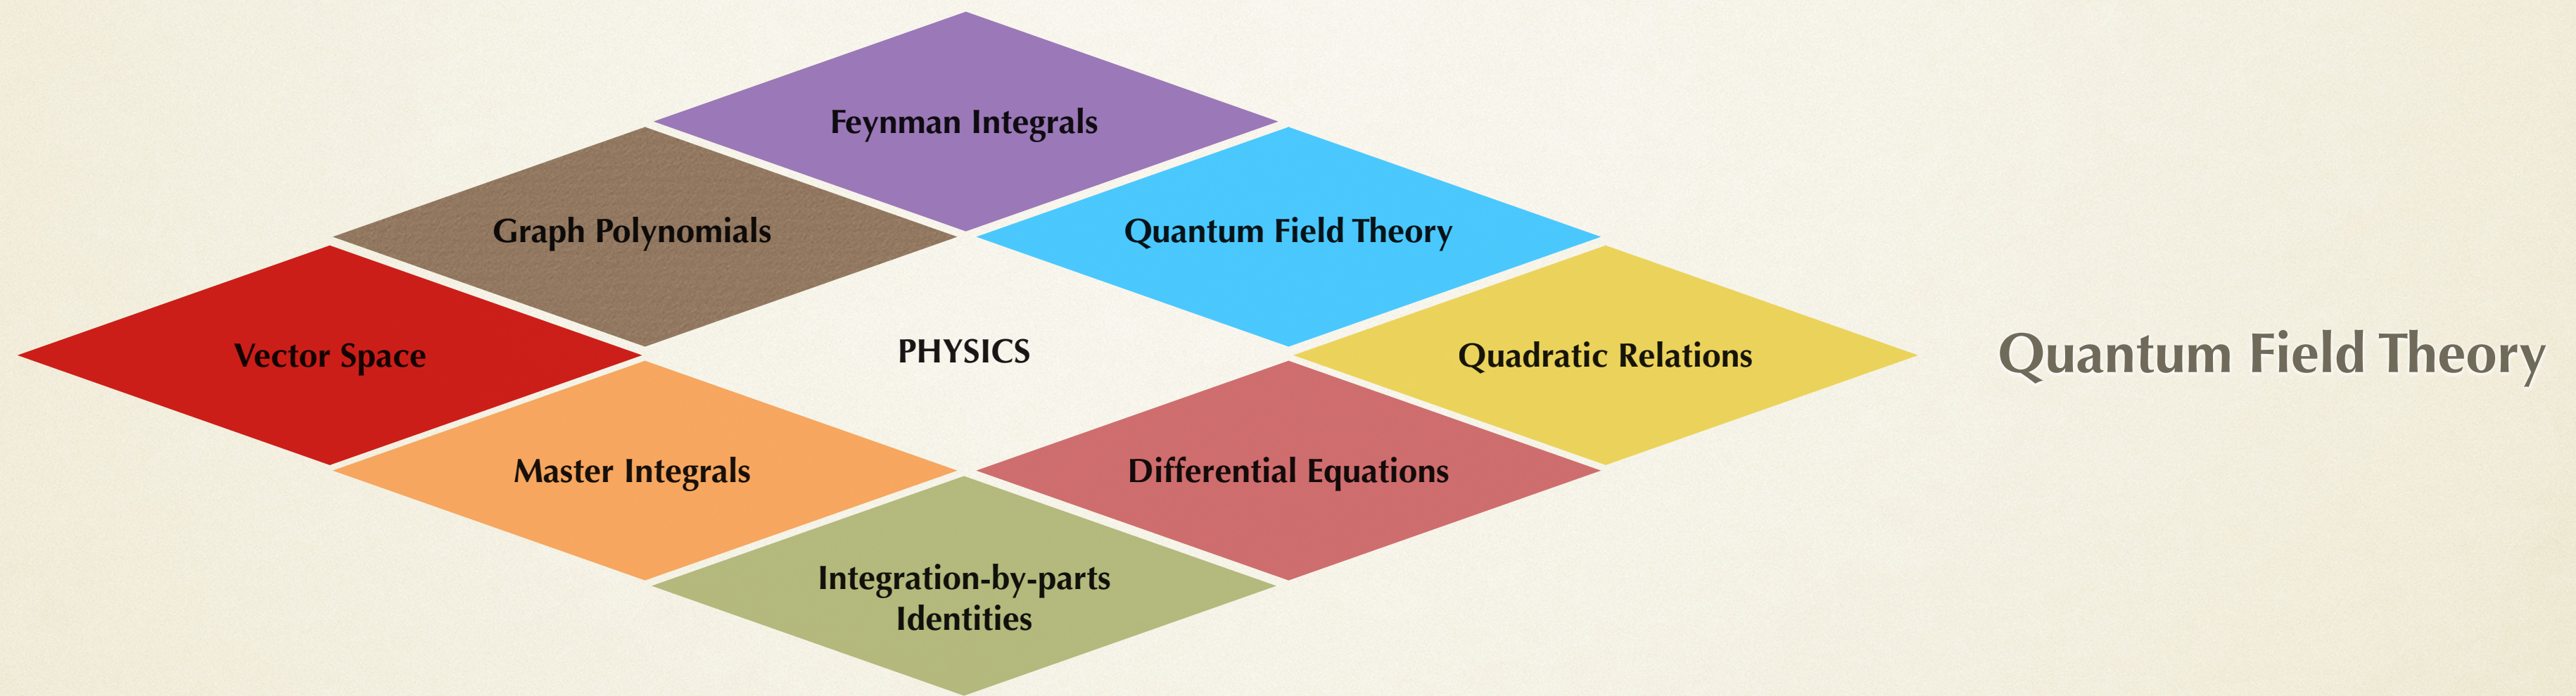 Feynman Integrals
Graph Polynomials
Quantum Field Theory
Vector Space
PHYSICS
Quadratic Relations
Quantum Field Theory
Master Integrals
Differential Equations
Integration-by-parts
Identities